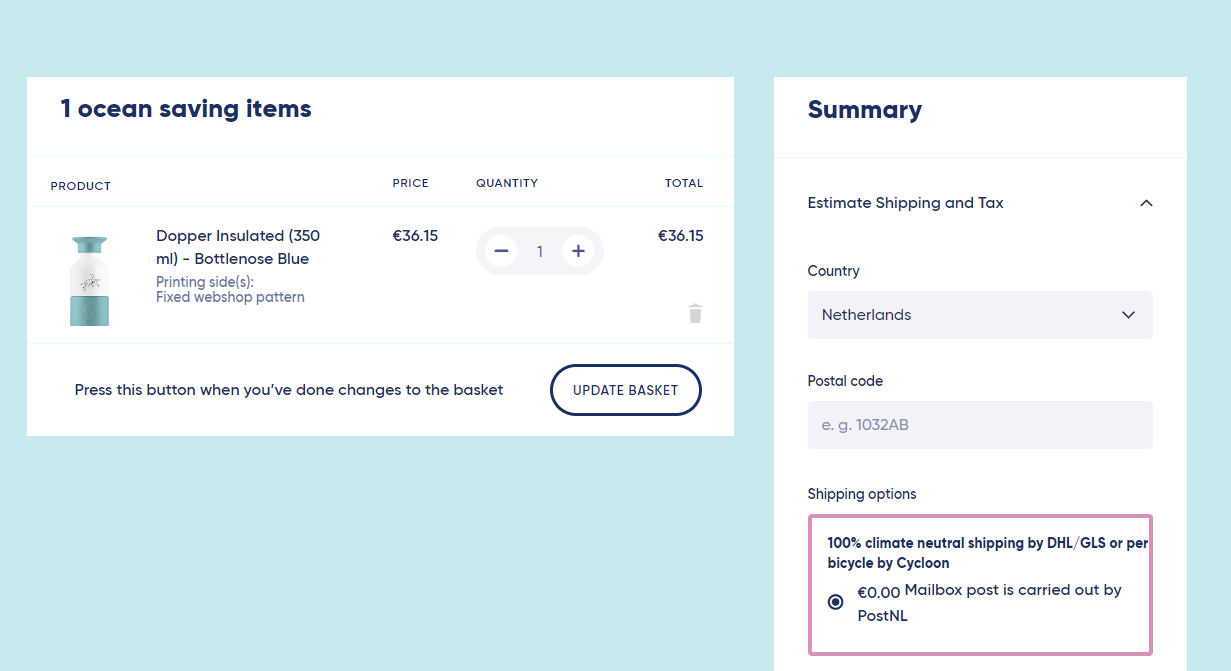 1 ocean saving items
PRODUCT
PRICE
QUANTITY
TOTAL
Dopper Insulated (350
ml) - Bottlenose Blue
Printing side(s):
Fixed webshop pattern
€36.15
1
€36.15
Press this button when you’ve done changes to the basket
UPDATE BASKET
Summary
Estimate Shipping and Tax
Country
Netherlands
Postal code
e. g. 1032AB
Shipping options
100% climate neutral shipping by DHL/GLS or per
bicycle by Cycloon
€0.00 Mailbox post is carried out by
PostNL